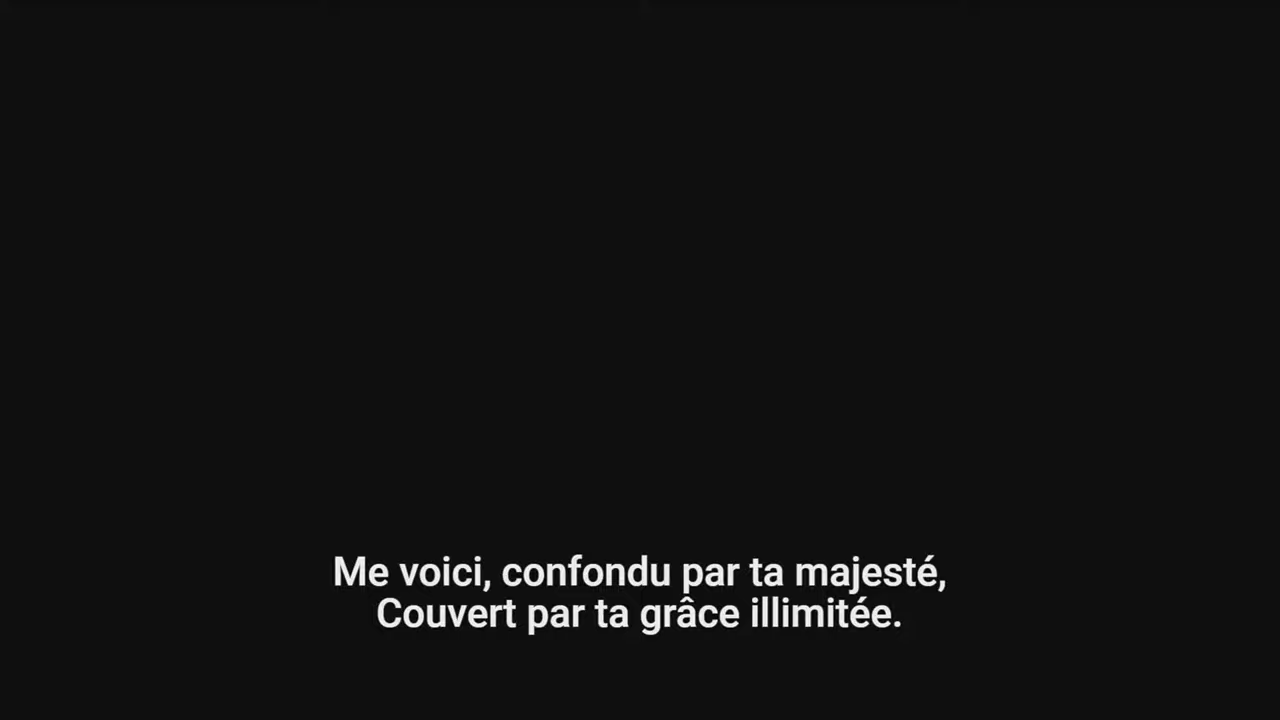 Me voici, confondu par ta majesté,
Couvert par ta grâce illimitée.